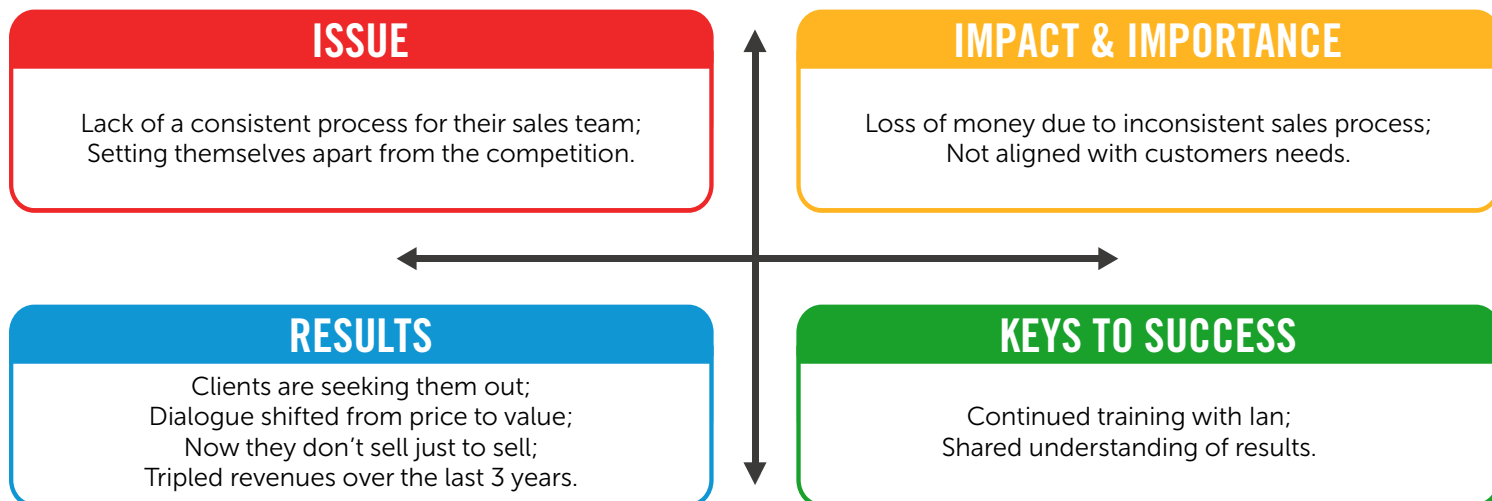 ISSUE
Lack of a consistent process for their sales team;
Setting themselves apart from the competition.
IMPACT & IMPORTANCE
Loss of money due to inconsistent sales process;
Not aligned with customers needs.
RESULTS
Clients are seeking them out;
Dialogue shifted from price to value;
Now they don’t sell just to sell;
Tripled revenues over the last 3 years.
KEYS TO SUCCESS
Continued training with Ian;
Shared understanding of results.